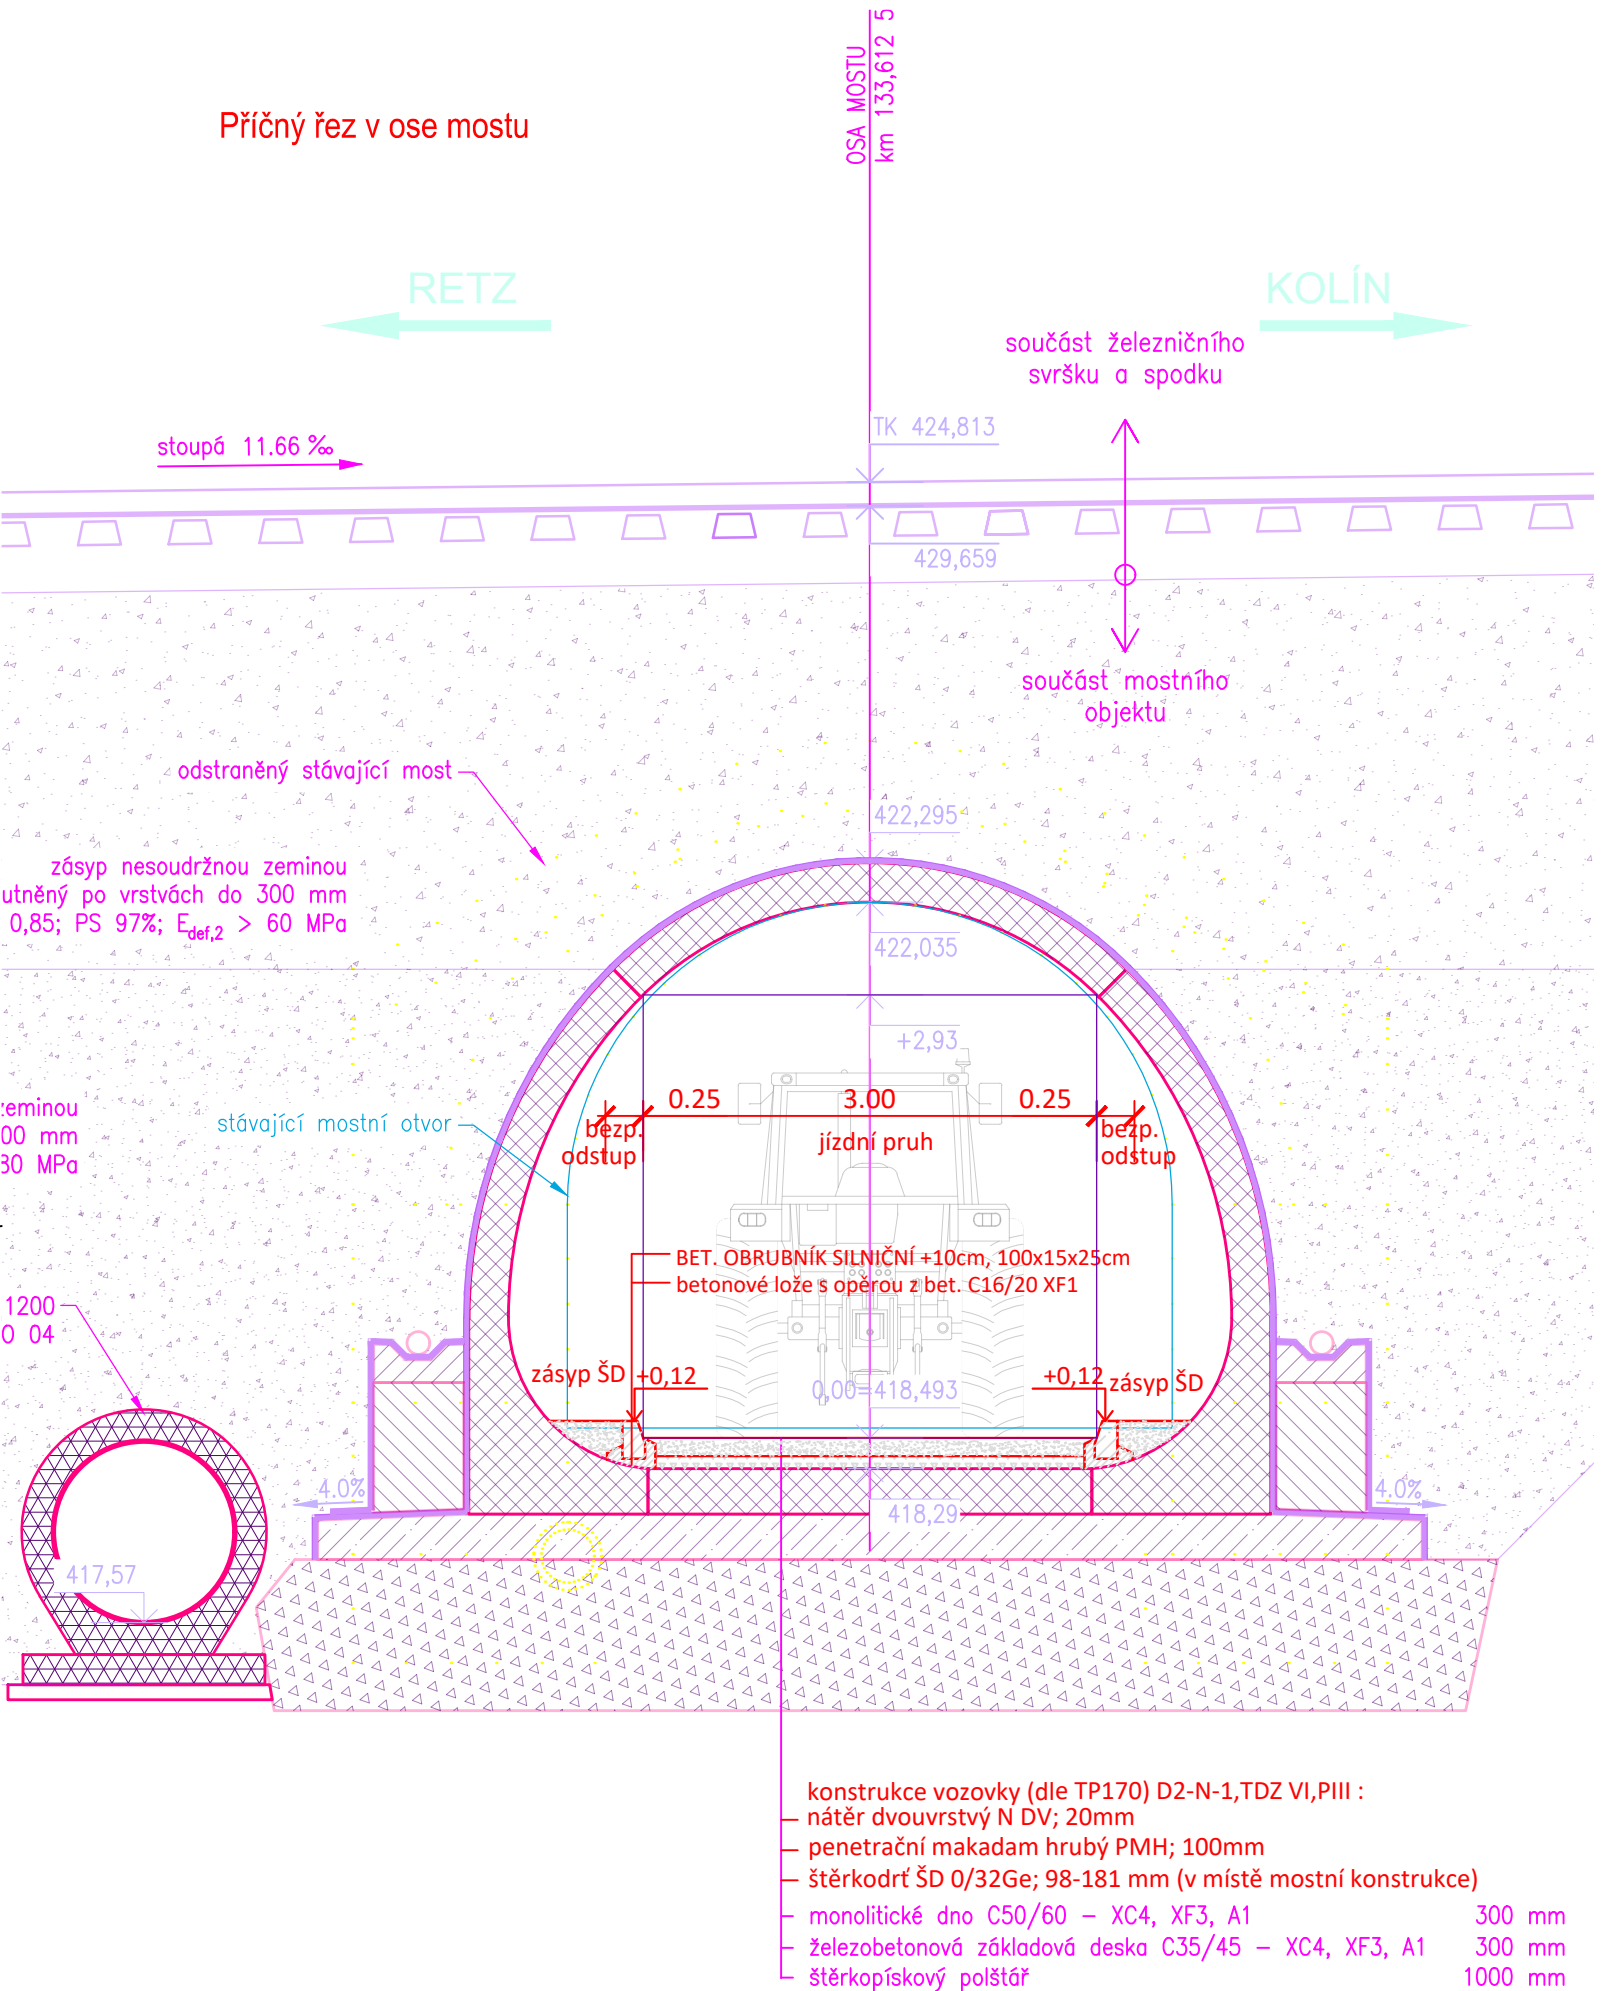 OSA MOSTU
km 133,612 5
Příčný řez v ose mostu
RETZ
KOLÍN
součást železničního
svršku a spodku
TK 424,813
stoupá 11.66 ‰
429,659
součást mostního
objektu
odstraněný stávající most
422,295
zásyp nesoudržnou zeminou
utněný po vrstvách do 300 mm
0,85; PS 97%; Edef,2 > 60 MPa
422,035
+2,93
0.25
3.00
0.25
zeminou
00 mm
30 MPa
stávající mostní otvor
bezp.
odstup
jízdní pruh
bezp.
odstup
BET. OBRUBNÍK SILNIČNÍ +10cm, 100x15x25cm
betonové lože s opěrou z bet. C16/20 XF1
1200
O 04
zásyp ŠD
+0,12
0,00=418,493
+0,12
zásyp ŠD
4.0%
4.0%
418,29
417,57
konstrukce vozovky (dle TP170) D2-N-1,TDZ VI,PIII :
nátěr dvouvrstvý N DV; 20mm
penetrační makadam hrubý PMH; 100mm
štěrkodrť ŠD 0/32Ge; 98-181 mm (v místě mostní konstrukce)
monolitické dno C50/60 – XC4, XF3, A1 300 mm
železobetonová základová deska C35/45 – XC4, XF3, A1 300 mm
štěrkopískový polštář 1000 mm